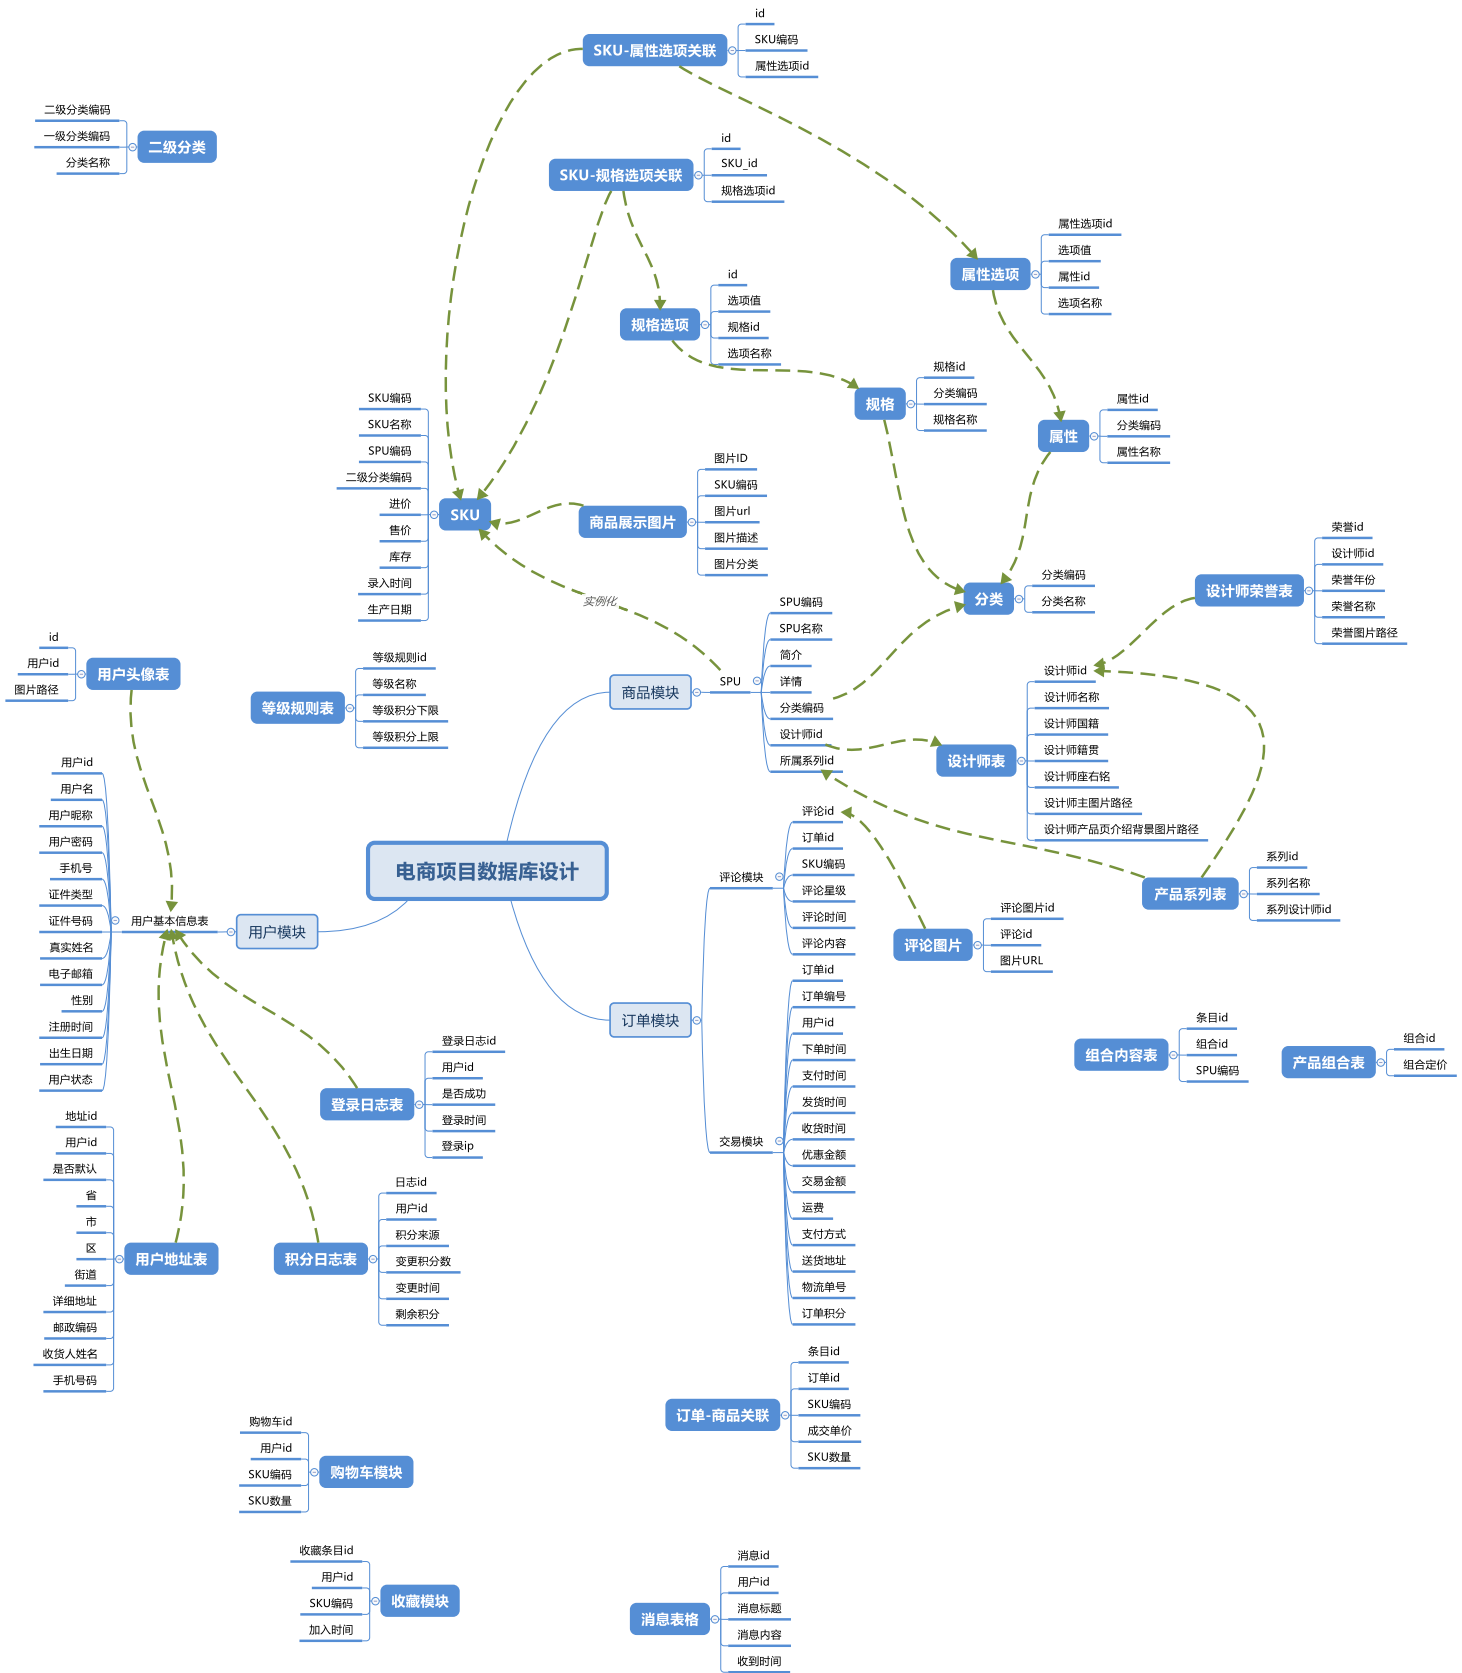 SKU-属性选项关联
id
SKU编码
属性选项id
二级分类
二级分类编码
一级分类编码
分类名称
SKU-规格选项关联
id
SKU_id
规格选项id
属性选项
属性选项id
选项值
属性id
选项名称
规格选项
id
选项值
规格id
选项名称
规格
规格id
分类编码
规格名称
属性
属性id
分类编码
属性名称
SKU
SKU编码
SKU名称
SPU编码
二级分类编码
进价
售价
库存
录入时间
生产日期
商品展示图片
图片ID
SKU编码
图片url
图片描述
图片分类
实例化
分类
分类编码
分类名称
设计师荣誉表
荣誉id
设计师id
荣誉年份
荣誉名称
荣誉图片路径
用户头像表
id
用户id
图片路径
等级规则表
等级规则id
等级名称
等级积分下限
等级积分上限
商品模块
SPU
SPU编码
SPU名称
简介
详情
分类编码
设计师id
所属系列id
设计师表
设计师id
设计师名称
设计师国籍
设计师籍贯
设计师座右铭
设计师主图片路径
设计师产品页介绍背景图片路径
产品系列表
系列id
系列名称
系列设计师id
电商项目数据库设计
用户模块
用户基本信息表
用户id
用户名
用户昵称
用户密码
手机号
证件类型
证件号码
真实姓名
电子邮箱
性别
注册时间
出生日期
用户状态
订单模块
评论模块
评论id
订单id
SKU编码
评论星级
评论时间
评论内容
评论图片
评论图片id
评论id
图片URL
交易模块
订单id
订单编号
用户id
下单时间
支付时间
发货时间
收货时间
优惠金额
交易金额
运费
支付方式
送货地址
物流单号
订单积分
组合内容表
条目id
组合id
SPU编码
产品组合表
组合id
组合定价
登录日志表
登录日志id
用户id
是否成功
登录时间
登录ip
用户地址表
地址id
用户id
是否默认
省
市
区
街道
详细地址
邮政编码
收货人姓名
手机号码
积分日志表
日志id
用户id
积分来源
变更积分数
变更时间
剩余积分
订单-商品关联
条目id
订单id
SKU编码
成交单价
SKU数量
购物车模块
购物车id
用户id
SKU编码
SKU数量
收藏模块
收藏条目id
用户id
SKU编码
加入时间
消息表格
消息id
用户id
消息标题
消息内容
收到时间